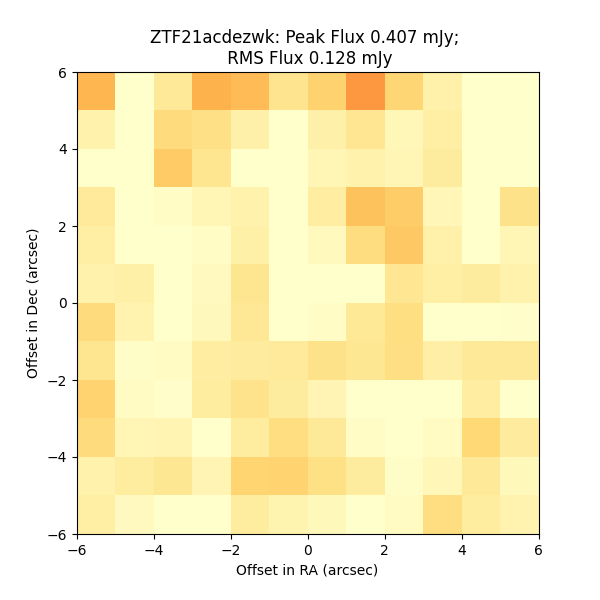 ZTF21acdezwk: Peak Flux 0.407 mJy;
RMS Flux 0.128 mJy
6
4
2
0
−2
−4
−6
Offset in Dec (arcsec)
−6 −4 −2 0 2 4 6
Offset in RA (arcsec)